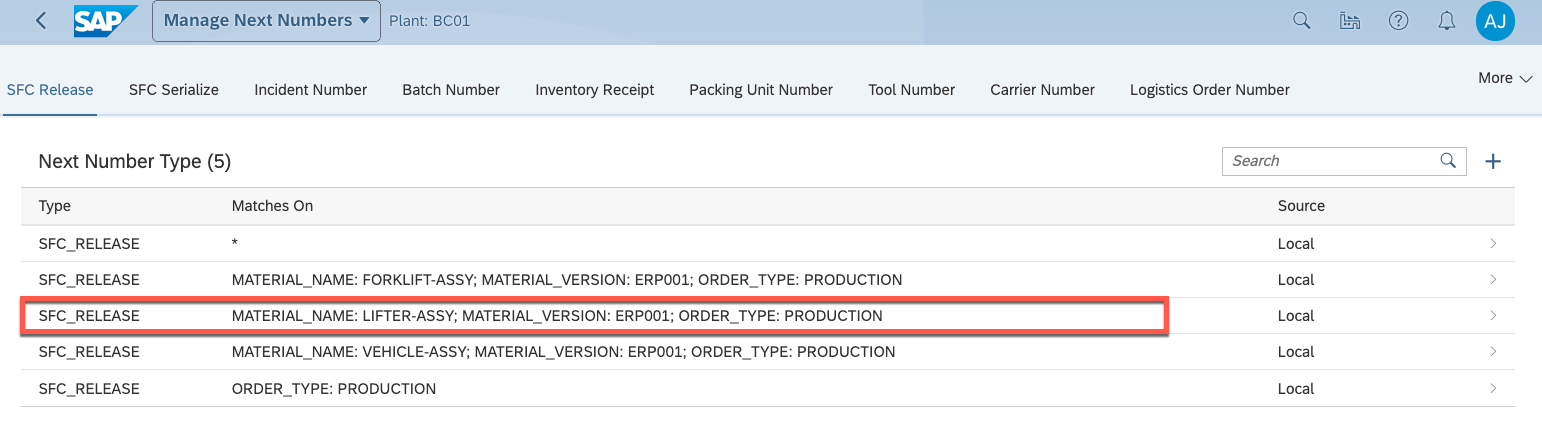 SAP Manage Next Numbers Plant: BC01 AJ
SFC Release SFC Serialize Incident Number Batch Number Inventory Receipt Packing Unit Number Tool Number Carrier Number Logistics Order Number More
Next Number Type (5) Search
Type Matches On Source
SFC_RELEASE * Local
SFC_RELEASE MATERIAL_NAME: FORKLIFT-ASSY; MATERIAL_VERSION: ERP001; ORDER_TYPE: PRODUCTION Local
SFC_RELEASE MATERIAL_NAME: LIFTER-ASSY; MATERIAL_VERSION: ERP001; ORDER_TYPE: PRODUCTION Local
SFC_RELEASE MATERIAL_NAME: VEHICLE-ASSY; MATERIAL_VERSION: ERP001; ORDER_TYPE: PRODUCTION Local
SFC_RELEASE ORDER_TYPE: PRODUCTION Local